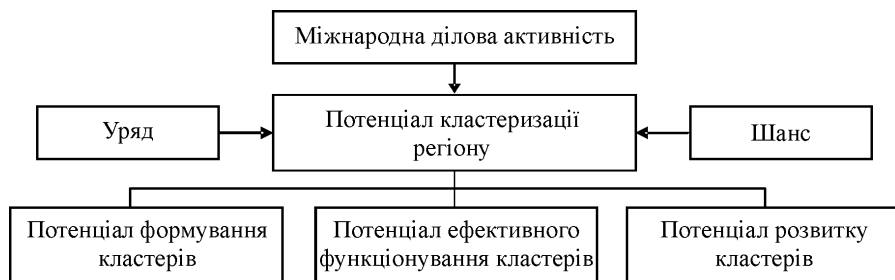 Міжнародна ділова активність
Уряд
Потенціал кластеризації
регіону
Шанс
Потенціал формування
кластерів
Потенціал ефективного
функціонування кластерів
Потенціал розвитку
кластерів